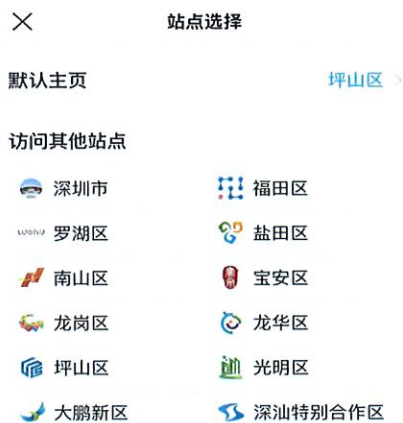 站点选择
默认主页 坪山区
访问其他站点
深圳市 福田区
罗湖区 盐田区
南山区 宝安区
龙岗区 龙华区
坪山区 光明区
大鹏新区 深汕特别合作区